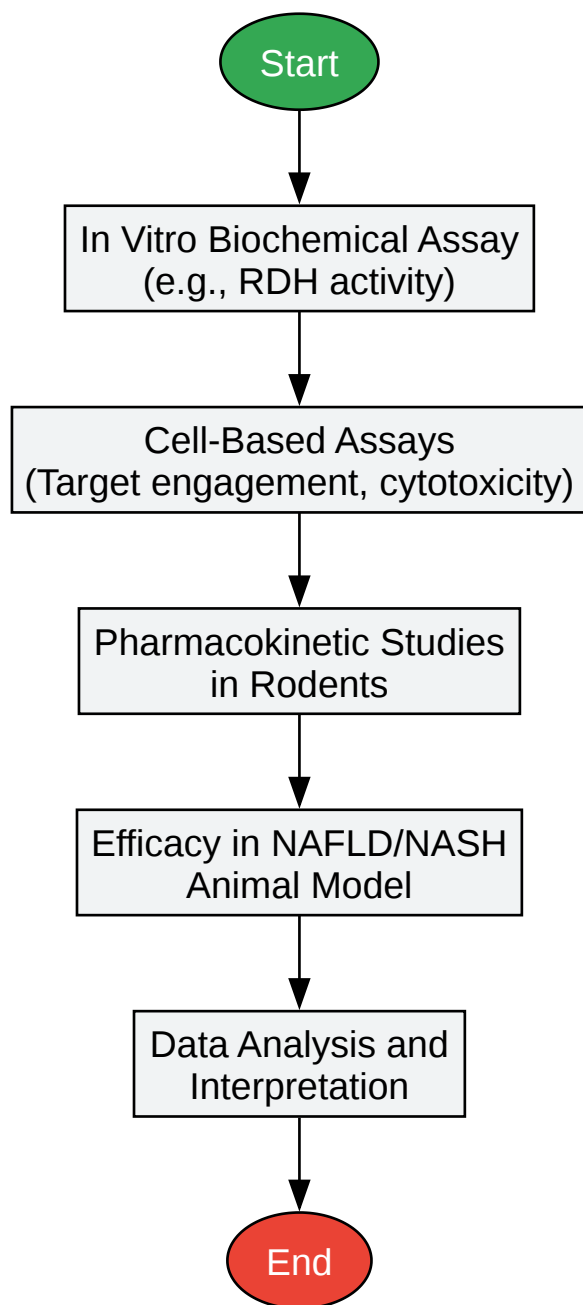 Start
In Vitro Biochemical Assay
(e.g., RDH activity)
Cell-Based Assays
(Target engagement, cytotoxicity)
Pharmacokinetic Studies
in Rodents
Efficacy in NAFLD/NASH
Animal Model
Data Analysis and
Interpretation
End